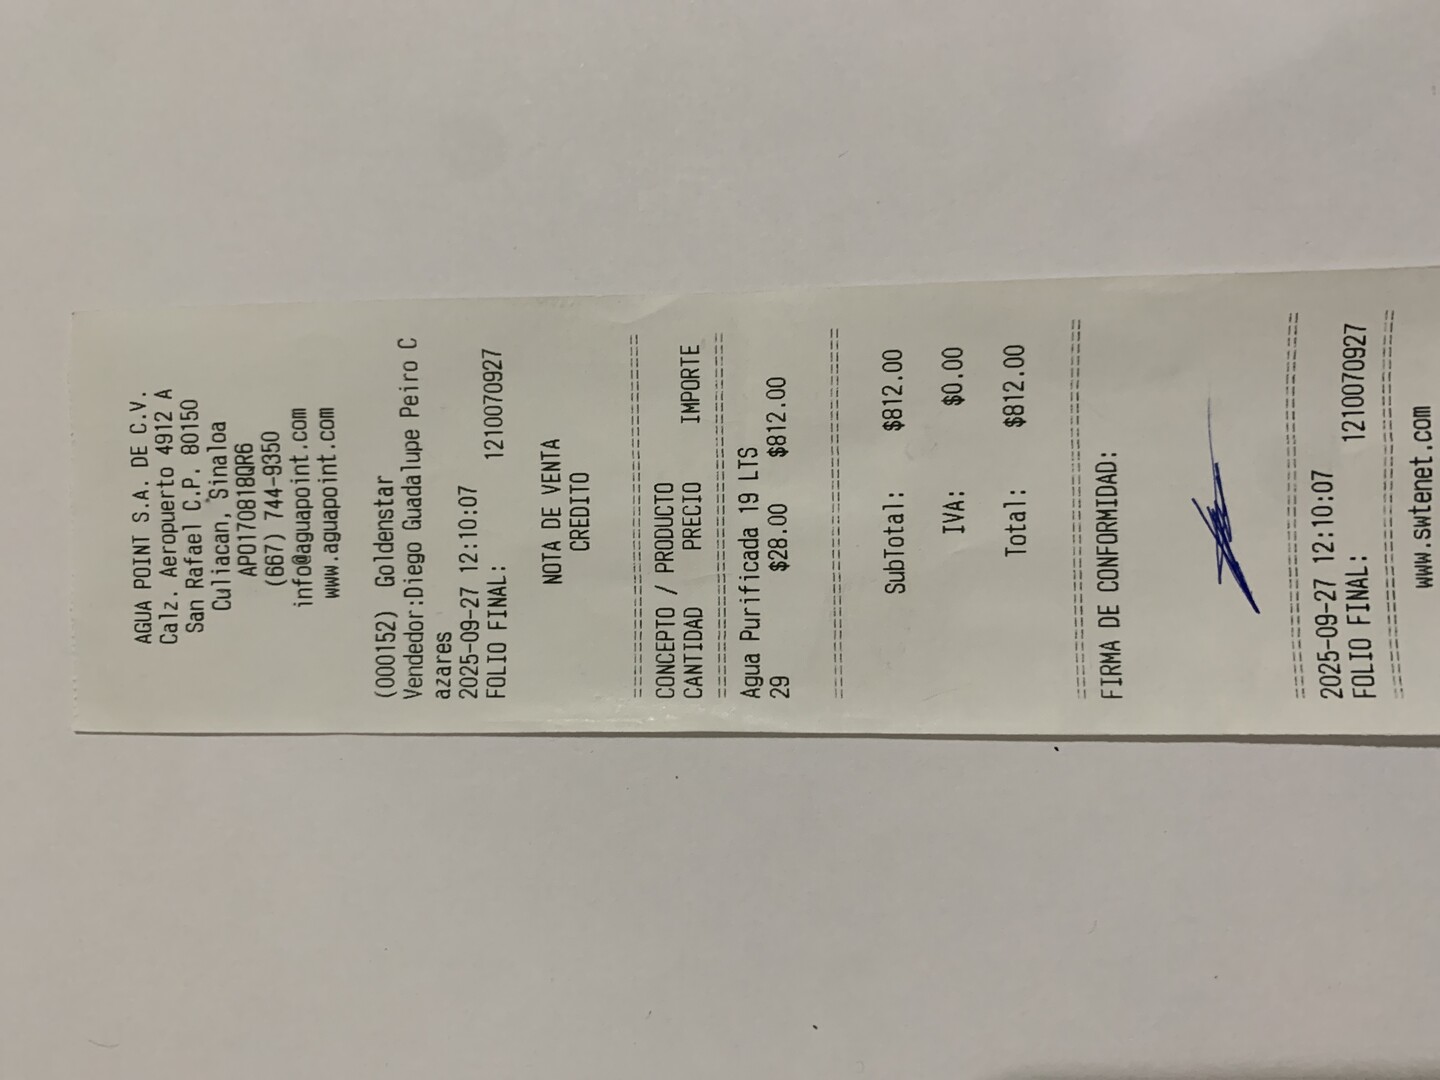 AGUA POINT S.A. DE C.V.
Calz. Aeropuerto 4912 A
San Rafael C.P. 80150
Culiacan, Sinaloa
APO170818QR6
(667) 744-9350
info@aguapoint.com
www.aguapoint.com
(000152) Goldenstar
Vendedor:Diego Guadalupe Peiro C
azares
2025-09-27 12:10:07
FOLIO FINAL: 1210070927
NOTA DE VENTA
CREDITO
================================
CONCEPTO / PRODUCTO
CANTIDAD PRECIO IMPORTE
================================
Agua Purificada 19 LTS
29 $28.00 $812.00
================================
SubTotal: $812.00
IVA: $0.00
Total: $812.00
================================
FIRMA DE CONFORMIDAD:
================================
2025-09-27 12:10:07
FOLIO FINAL: 1210070927
================================
www.swtenet.com